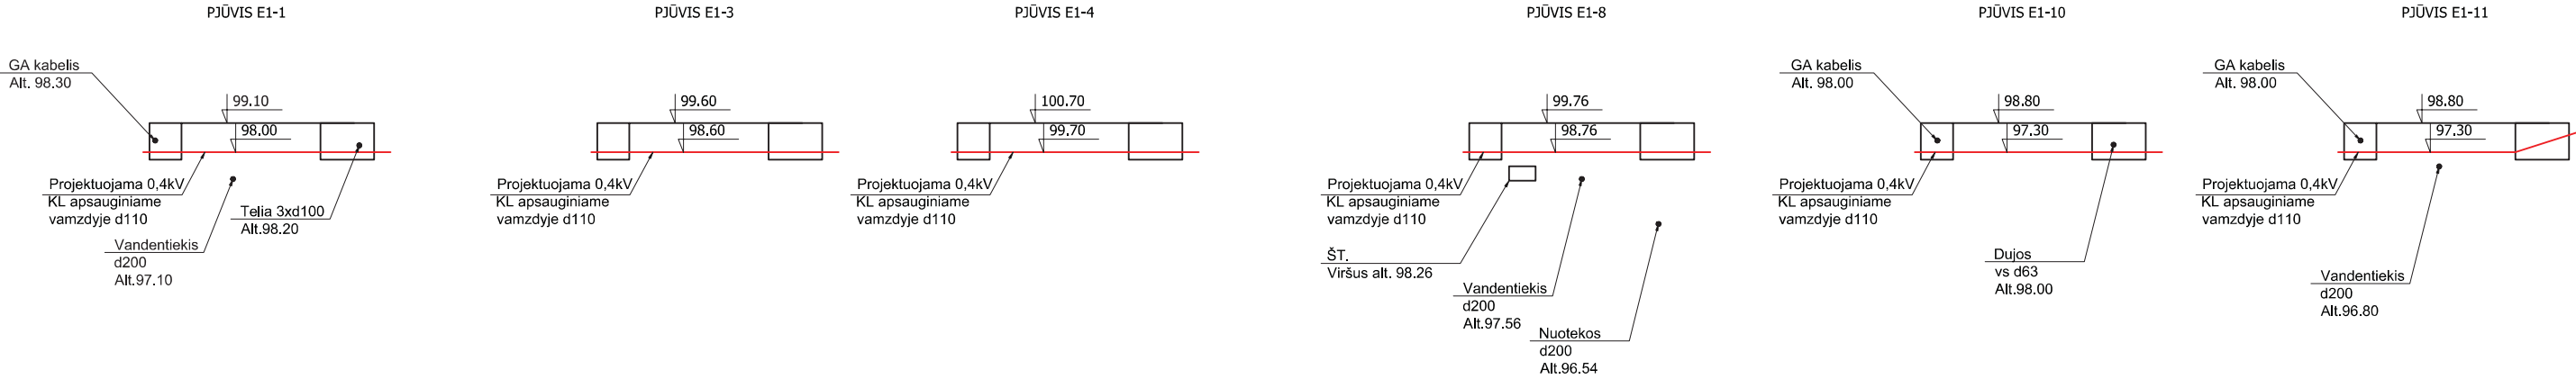 PJŪVIS E1-1
GA kabelis
Alt. 98.30
99.10
98.00
Projektuojama 0,4kV
KL apsauginiame
vamzdyje d110
Telia 3xd100
Alt.98.20
Vandentiekis
d200
Alt.97.10
PJŪVIS E1-3
99.60
98.60
Projektuojama 0,4kV
KL apsauginiame
vamzdyje d110
PJŪVIS E1-4
100.70
99.70
Projektuojama 0,4kV
KL apsauginiame
vamzdyje d110
PJŪVIS E1-8
99.76
98.76
Projektuojama 0,4kV
KL apsauginiame
vamzdyje d110
ŠT.
Viršus alt. 98.26
Vandentiekis
d200
Alt.97.56
Nuotekos
d200
Alt.96.54
PJŪVIS E1-10
GA kabelis
Alt. 98.00
98.80
97.30
Projektuojama 0,4kV
KL apsauginiame
vamzdyje d110
Dujos
vs d63
Alt.98.00
PJŪVIS E1-11
GA kabelis
Alt. 98.00
98.80
97.30
Projektuojama 0,4kV
KL apsauginiame
vamzdyje d110
Vandentiekis
d200
Alt.96.80